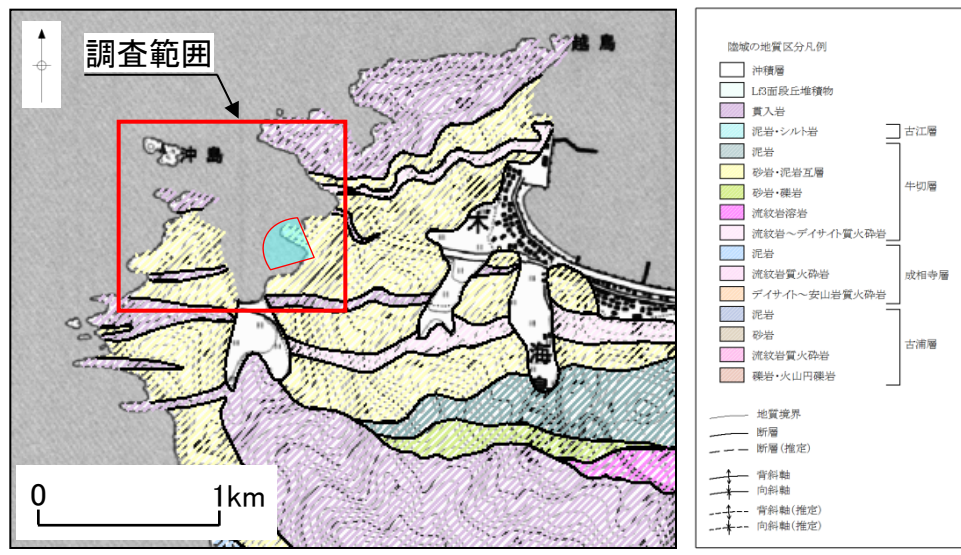 調査範囲
越島
沖島
木
海
0 1km
陸域の地質区分凡例
沖積層
Lf3面段丘堆積物
貫入岩
泥岩・シルト岩 古江層
泥岩
砂岩・泥岩互層
砂岩・礫岩
流紋岩溶岩
流紋岩～デイサイト質火砕岩
牛切層
泥岩
流紋岩質火砕岩
デイサイト～安山岩質火砕岩
成相寺層
泥岩
砂岩
流紋岩質火砕岩
礫岩・火山円礫岩
古浦層
地質境界
断層
断層(推定)
背斜軸
向斜軸
背斜軸(推定)
向斜軸(推定)